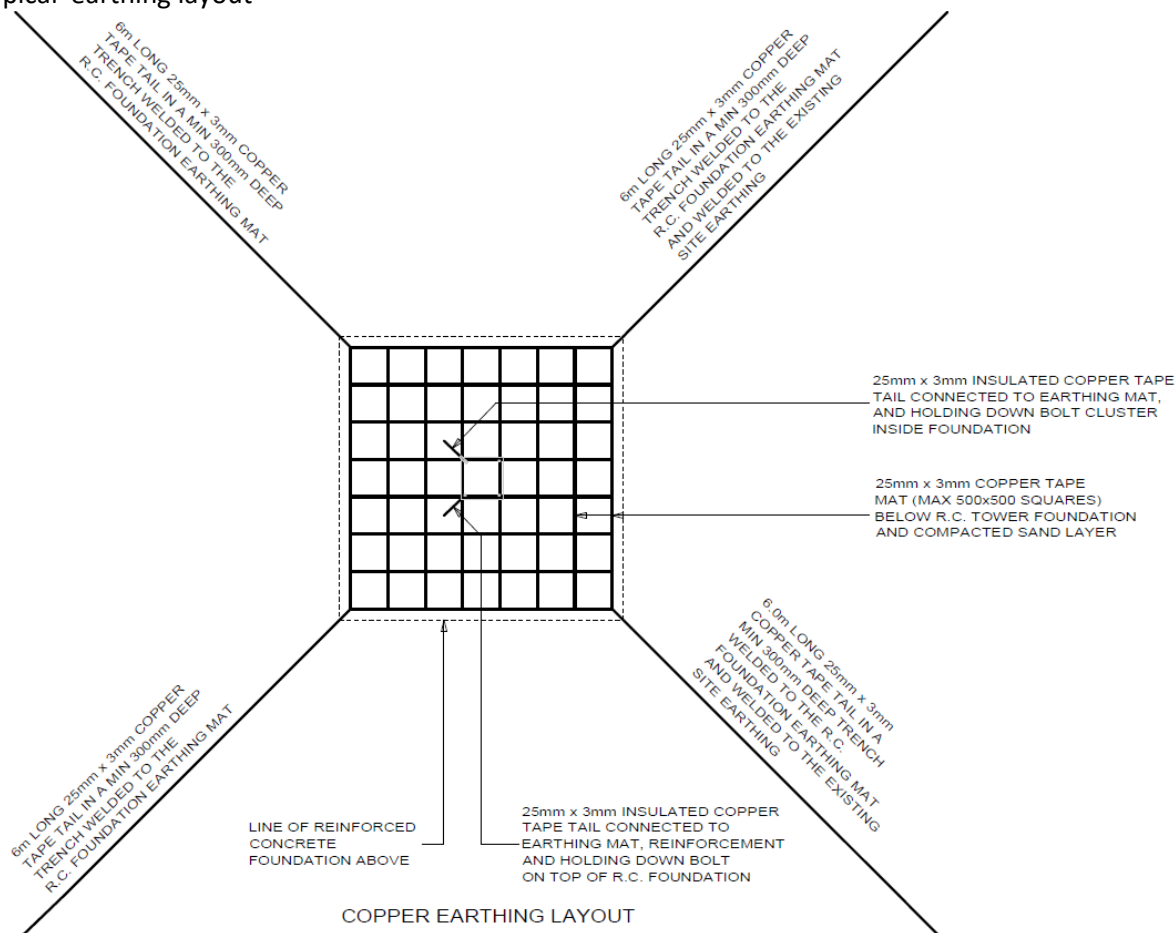 earthing layout
6m LONG 25mm x 3mm COPPER
TAPE TAIL IN A MIN 300mm DEEP
TRENCH WELDED TO THE
R.C. FOUNDATION EARTHING MAT
6m LONG 25mm x 3mm COPPER
TAPE TAIL IN A MIN 300mm DEEP
TRENCH WELDED TO THE
R.C. FOUNDATION EARTHING MAT
AND WELDED TO THE EXISTING
SITE EARTHING
25mm x 3mm INSULATED COPPER TAPE
TAIL CONNECTED TO EARTHING MAT,
AND HOLDING DOWN BOLT CLUSTER
INSIDE FOUNDATION
25mm x 3mm COPPER TAPE
MAT (MAX 500x500 SQUARES)
BELOW R.C. TOWER FOUNDATION
AND COMPACTED SAND LAYER
6m LONG 25mm x 3mm COPPER
TAPE TAIL IN A MIN 300mm DEEP
TRENCH WELDED TO THE
R.C. FOUNDATION EARTHING MAT
6.0m LONG 25mm x 3mm
COPPER TAPE TAIL IN A
MIN 300mm DEEP TRENCH
WELDED TO THE R.C.
FOUNDATION EARTHING MAT
AND WELDED TO THE EXISTING
SITE EARTHING
LINE OF REINFORCED
CONCRETE
FOUNDATION ABOVE
25mm x 3mm INSULATED COPPER
TAPE TAIL CONNECTED TO
EARTHING MAT, REINFORCEMENT
AND HOLDING DOWN BOLT
ON TOP OF R.C. FOUNDATION
COPPER EARTHING LAYOUT